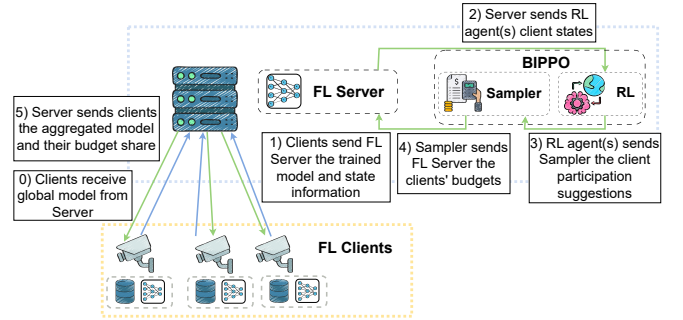 2) Server sends RL
agent(s) client states
BIPPO
FL Server
Sampler
RL
5) Server sends clients
the aggregated model
and their budget share
1) Clients send FL
Server the trained
model and state
information
4) Sampler sends
FL Server the
clients' budgets
3) RL agent(s) sends
Sampler the client
participation
suggestions
0) Clients receive
global model from
Server
FL Clients